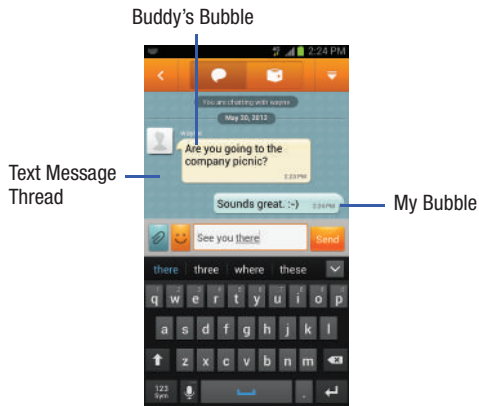 Buddy's Bubble
4G 2:24 PM
You are chatting with wayne
May 30, 2012
wayne
Are you going to the
company picnic?
2:23 PM
Text Message
Thread
Sounds great. :-) 2:24 PM
My Bubble
See you there Send
there three where these
q w e r t y u i o p
a s d f g h j k l
z x c v b n m
123
Sym .